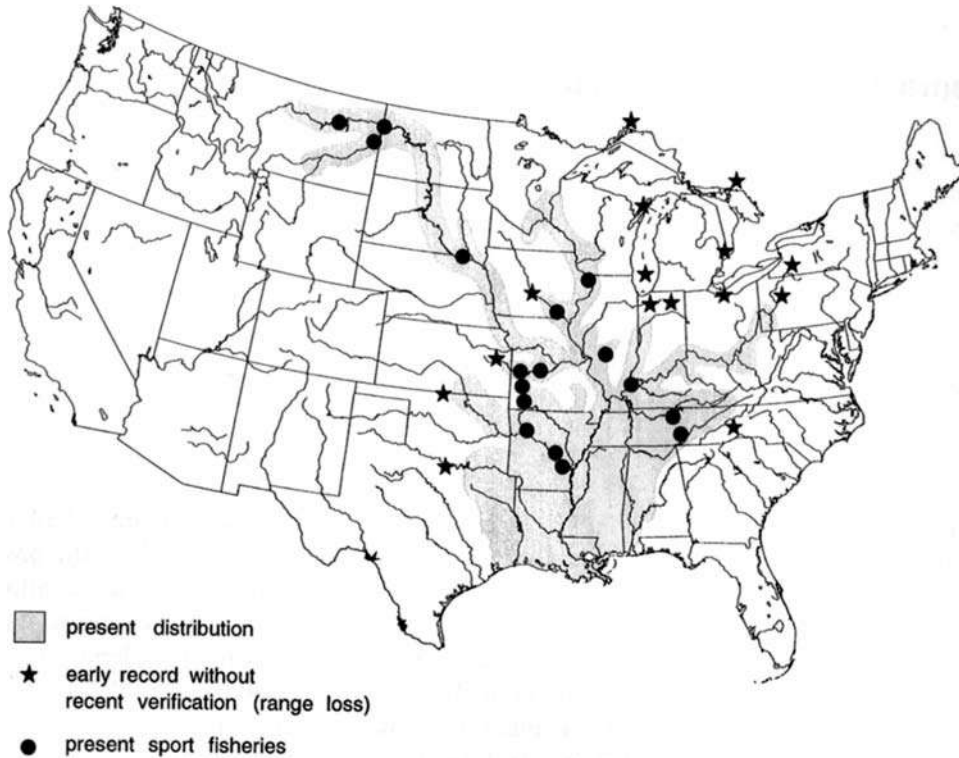 present distribution
early record without
recent verification (range loss)
present sport fisheries